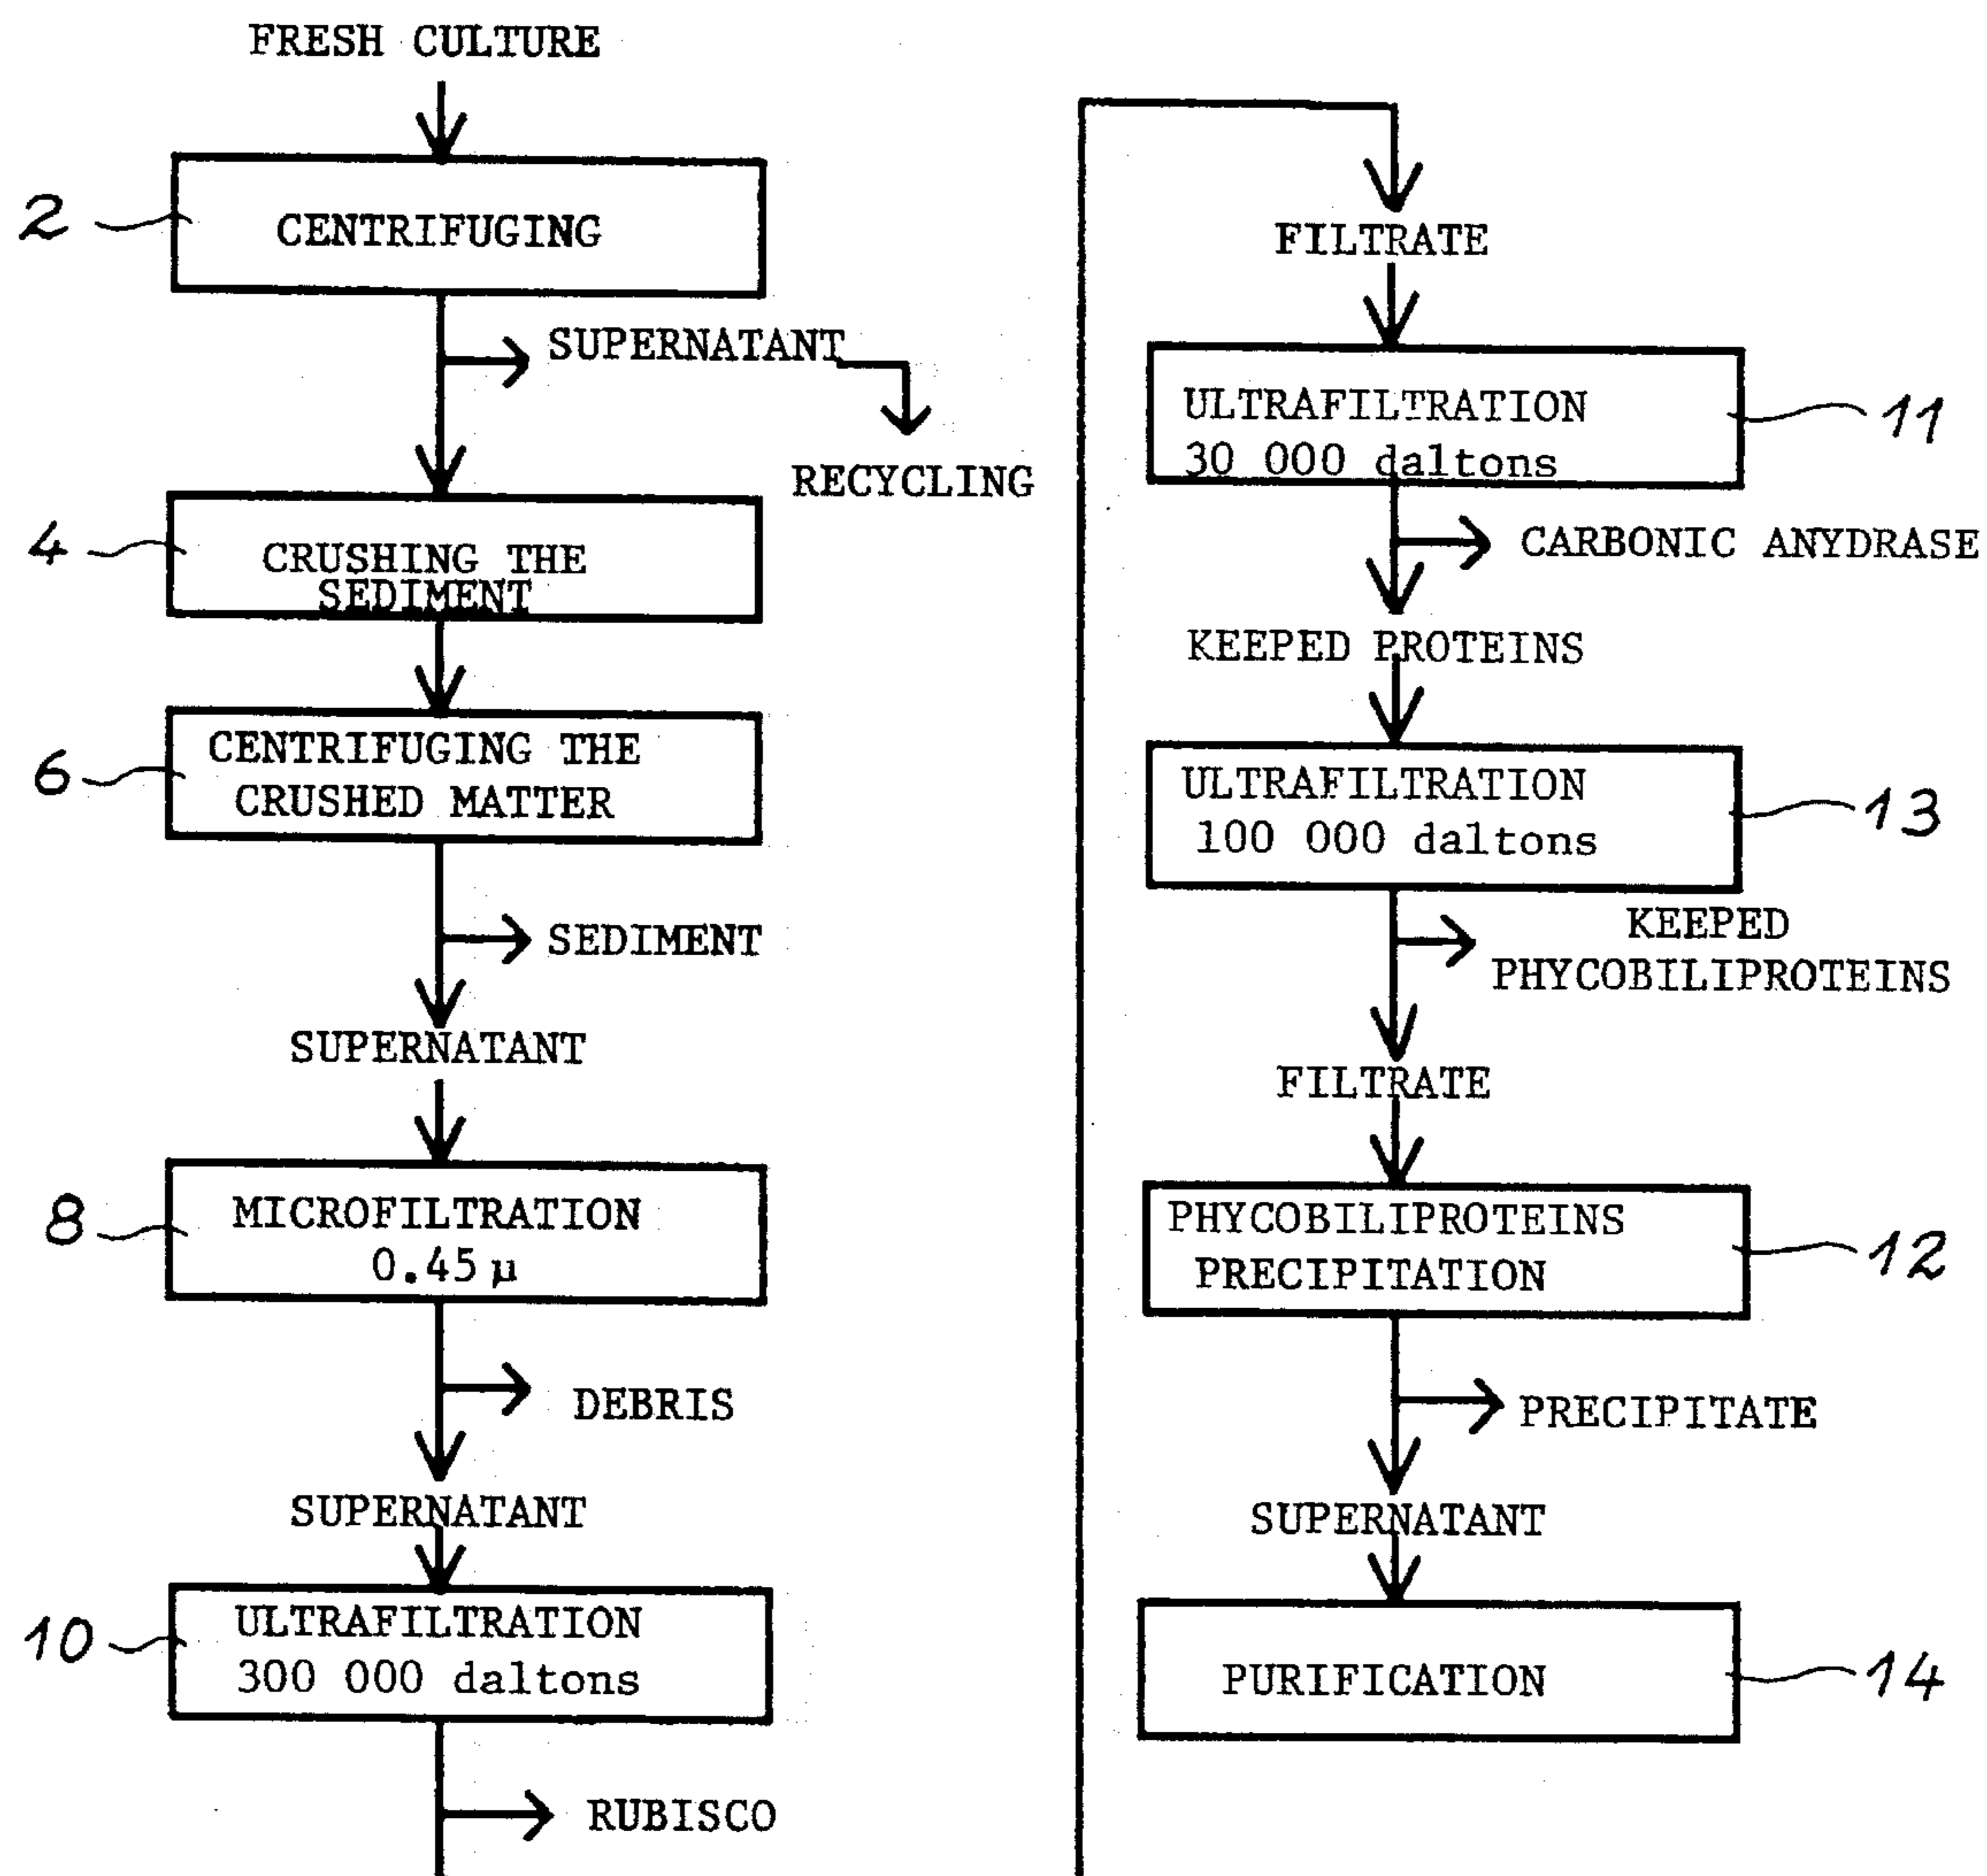 FRESH CULTURE
2
CENTRIFUGING
SUPERNATANT
RECYCLING
4
CRUSHING THE
SEDIMENT
6
CENTRIFUGING THE
CRUSHED MATTER
SEDIMENT
SUPERNATANT
8
MICROFILTRATION
0.45 µ
DEBRIS
SUPERNATANT
10
ULTRAFILTRATION
300 000 daltons
RUBISCO
FILTRATE
ULTRAFILTRATION
30 000 daltons
11
CARBONIC ANYDRASE
KEEPED PROTEINS
ULTRAFILTRATION
100 000 daltons
13
KEEPED
PHYCOBILIPROTEINS
FILTRATE
PHYCOBILIPROTEINS
PRECIPITATION
12
PRECIPITATE
SUPERNATANT
PURIFICATION
14